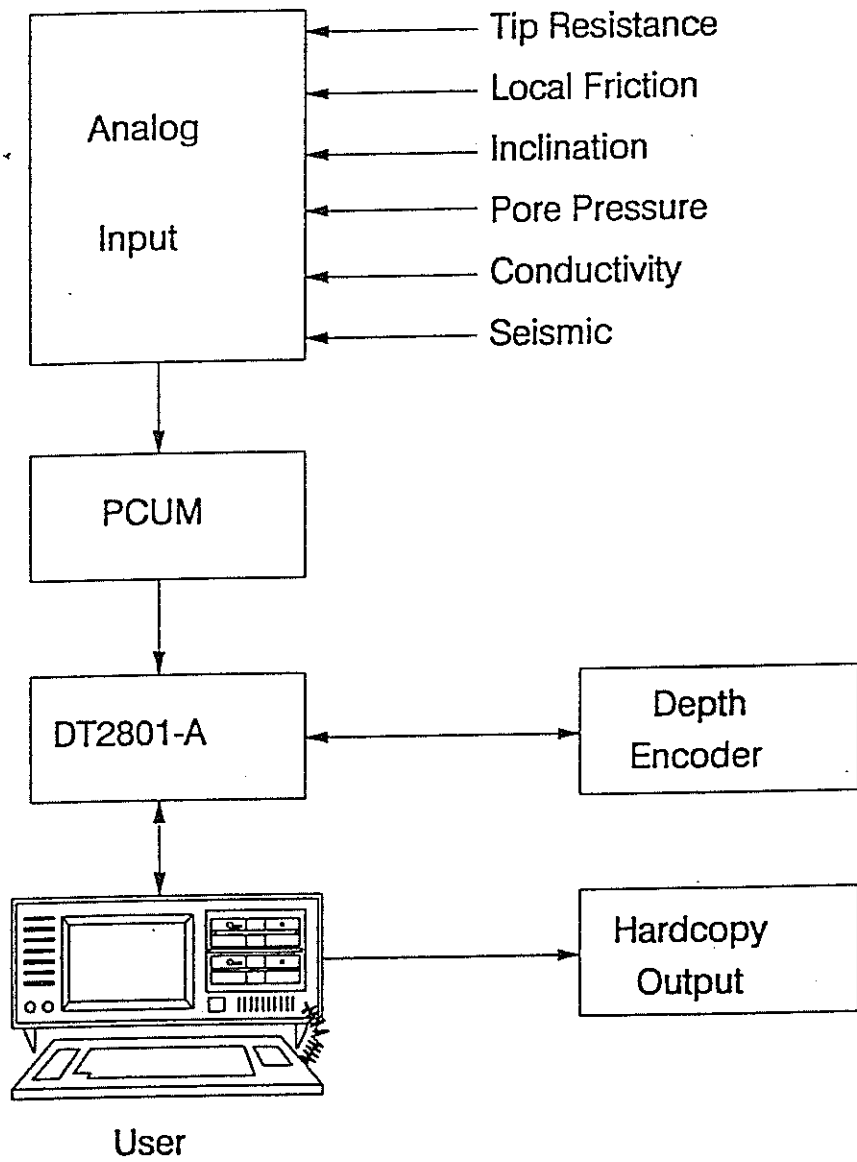 Tip Resistance
Local Friction
Analog
Inclination
Pore Pressure
Input
Conductivity
Seismic
PCUM
DT2801-A
Depth
Encoder
Hardcopy
Output
User